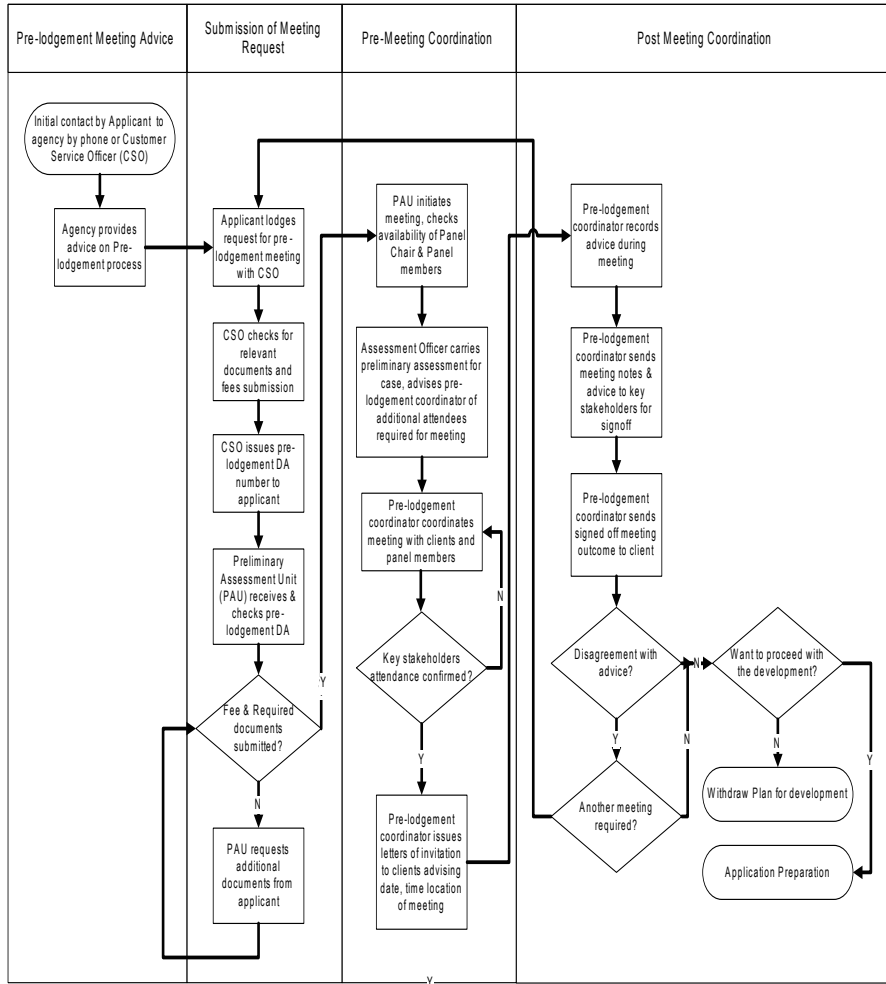 Pre-lodgement Meeting Advice
Submission of Meeting
Request
Pre-Meeting Coordination
Post Meeting Coordination
Initial contact by Applicant to
agency by phone or Customer
Service Officer (CSO)
Agency provides
advice on Pre-
lodgement process
Applicant lodges
request for pre-
lodgement meeting
with CSO
CSO checks for
relevant
documents and
fees submission
CSO issues pre-
lodgement DA
number to
applicant
Preliminary
Assessment Unit
(PAU) receives &
checks pre-
lodgement DA
Fee & Required
documents
submitted?
Y
N
PAU requests
additional
documents from
applicant
PAU initiates
meeting, checks
availability of Panel
Chair & Panel
members
Assessment Officer carries
preliminary assessment for
case, advises pre-
lodgement coordinator of
additional attendees
required for meeting
Pre-lodgement
coordinator coordinates
meeting with clients and
panel members
N
Key stakeholders
attendance confirmed?
Y
Pre-lodgement
coordinator issues
letters of invitation
to clients advising
date, time location
of meeting
Y
Pre-lodgement
coordinator records
advice during
meeting
Pre-lodgement
coordinator sends
meeting notes &
advice to key
stakeholders for
signoff
Pre-lodgement
coordinator sends
signed off meeting
outcome to client
Disagreement with
advice?
N
Y
Another meeting
required?
N
Want to proceed with
the development?
N
Y
Withdraw Plan for development
Application Preparation